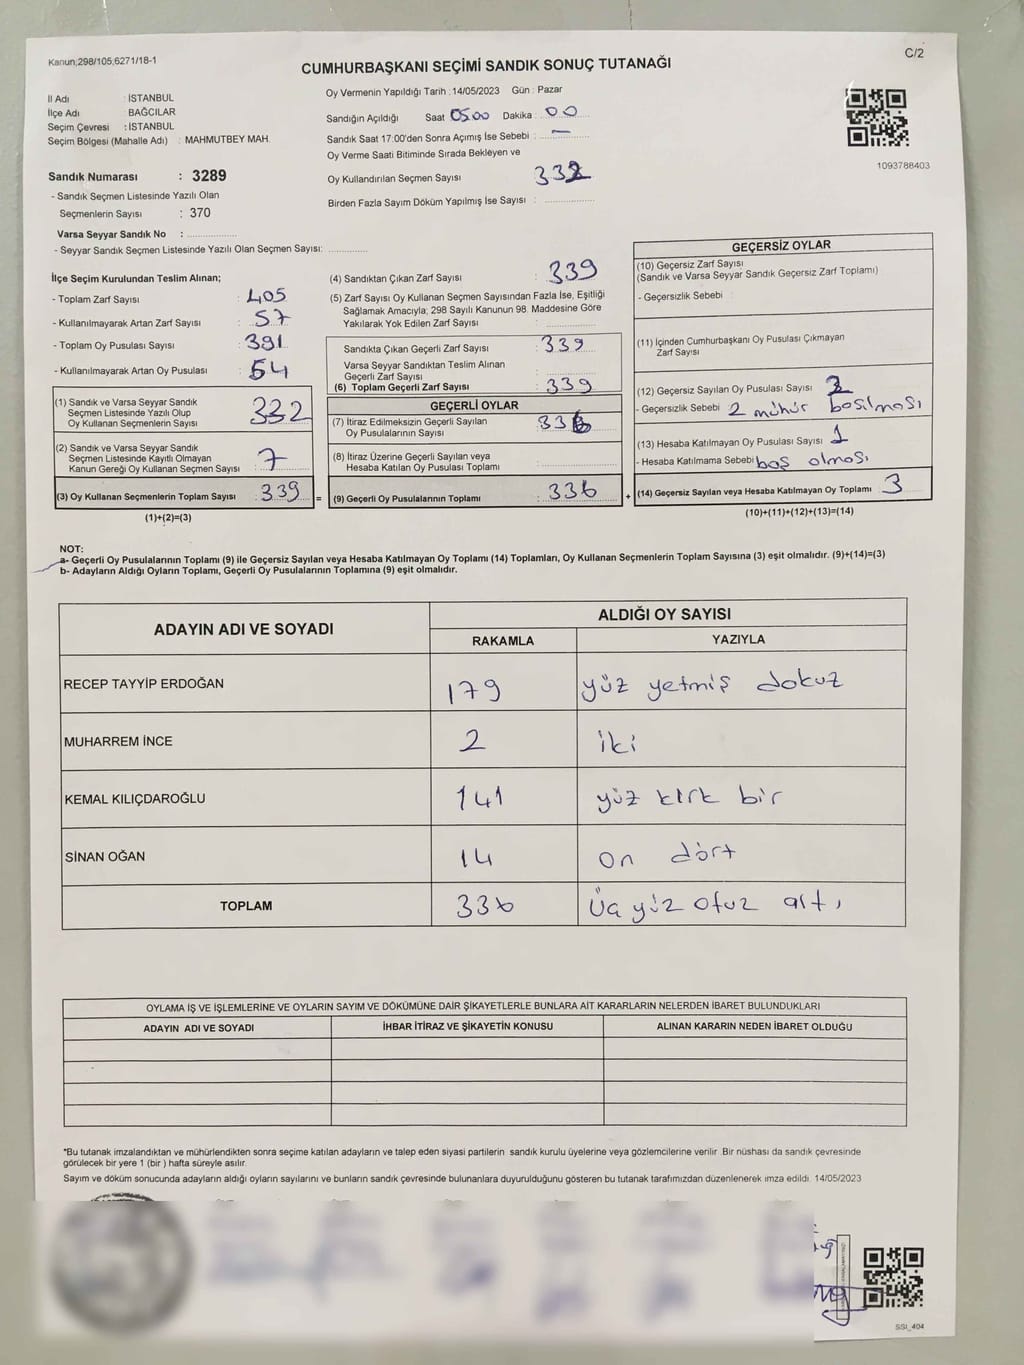 Kanun;298/105;6271/18-1
C/2
CUMHURBAŞKANI SEÇİMİ SANDIK SONUÇ TUTANAĞI
İl Adı : İSTANBUL
İlçe Adı : BAĞCILAR
Seçim Çevresi : İSTANBUL
Seçim Bölgesi (Mahalle Adı) : MAHMUTBEY MAH.
Sandık Numarası : 3289
- Sandık Seçmen Listesinde Yazılı Olan
Seçmenlerin Sayısı : 370
Varsa Seyyar Sandık No :
- Seyyar Sandık Seçmen Listesinde Yazılı Olan Seçmen Sayısı:
Oy Vermenin Yapıldığı Tarih : 14/05/2023 Gün : Pazar
Sandığın Açıldığı Saat 05.00 Dakika : 00
Sandık Saat 17:00'den Sonra Açımış İse Sebebi : —
Oy Verme Saati Bitiminde Sırada Bekleyen ve
Oy Kullandırılan Seçmen Sayısı 332
Birden Fazla Sayım Döküm Yapılmış İse Sayısı :
1093788403
İlçe Seçim Kurulundan Teslim Alınan;
- Toplam Zarf Sayısı : 405
- Kullanılmayarak Artan Zarf Sayısı : 57
- Toplam Oy Pusulası Sayısı : 391
- Kullanılmayarak Artan Oy Pusulası : 54
(1) Sandık ve Varsa Seyyar Sandık
Seçmen Listesinde Yazılı Olup
Oy Kullanan Seçmenlerin Sayısı 332
(2) Sandık ve Varsa Seyyar Sandık
Seçmen Listesinde Kayıtlı Olmayan
Kanun Gereği Oy Kullanan Seçmen Sayısı : 7
(3) Oy Kullanan Seçmenlerin Toplam Sayısı : 339 =
(1)+(2)=(3)
(4) Sandıktan Çıkan Zarf Sayısı : 339
(5) Zarf Sayısı Oy Kullanan Seçmen Sayısından Fazla İse, Eşitliği
Sağlamak Amacıyla; 298 Sayılı Kanunun 98. Maddesine Göre
Yakılarak Yok Edilen Zarf Sayısı :
Sandıkta Çıkan Geçerli Zarf Sayısı : 339
Varsa Seyyar Sandıktan Teslim Alınan
Geçerli Zarf Sayısı :
(6) Toplam Geçerli Zarf Sayısı : 339
GEÇERLİ OYLAR
(7) İtiraz Edilmeksizin Geçerli Sayılan
Oy Pusulalarının Sayısı : 336
(8) İtiraz Üzerine Geçerli Sayılan veya
Hesaba Katılan Oy Pusulası Toplamı :
(9) Geçerli Oy Pusulalarının Toplamı : 336 +
GEÇERSİZ OYLAR
(10) Geçersiz Zarf Sayısı
(Sandık ve Varsa Seyyar Sandık Geçersiz Zarf Toplamı)
- Geçersizlik Sebebi :
(11) İçinden Cumhurbaşkanı Oy Pusulası Çıkmayan
Zarf Sayısı
(12) Geçersiz Sayılan Oy Pusulası Sayısı :
- Geçersizlik Sebebi 2 mühür basılması
(13) Hesaba Katılmayan Oy Pusulası Sayısı : 1
- Hesaba Katılmama Sebebi boş olması
(14) Geçersiz Sayılan veya Hesaba Katılmayan Oy Toplamı : 3
(10)+(11)+(12)+(13)=(14)
NOT:
a- Geçerli Oy Pusulalarının Toplamı (9) ile Geçersiz Sayılan veya Hesaba Katılmayan Oy Toplamı (14) Toplamları, Oy Kullanan Seçmenlerin Toplam Sayısına (3) eşit olmalıdır. (9)+(14)=(3)
b- Adayların Aldığı Oyların Toplamı, Geçerli Oy Pusulalarının Toplamına (9) eşit olmalıdır.
ADAYIN ADI VE SOYADI
ALDIĞI OY SAYISI
RAKAMLA YAZIYLA
RECEP TAYYİP ERDOĞAN 179 yüz yetmiş dokuz
MUHARREM İNCE 2 iki
KEMAL KILIÇDAROĞLU 141 yüz kırk bir
SİNAN OĞAN 14 on dört
TOPLAM 336 Üç yüz otuz altı
OYLAMA İŞ VE İŞLEMLERİNE VE OYLARIN SAYIM VE DÖKÜMÜNE DAİR ŞİKAYETLERLE BUNLARA AİT KARARLARIN NELERDEN İBARET BULUNDUKLARI
ADAYIN ADI VE SOYADI İHBAR İTİRAZ VE ŞİKAYETİN KONUSU ALINAN KARARIN NEDEN İBARET OLDUĞU
*Bu tutanak imzalandıktan ve mühürlendikten sonra seçime katılan adayların ve talep eden siyasi partilerin sandık kurulu üyelerine veya gözlemcilerine verilir. Bir nüshası da sandık çevresinde
görülecek bir yere 1 (bir ) hafta süreyle asılır.
Sayım ve döküm sonucunda adayların aldığı oyların sayılarını ve bunların sandık çevresinde bulunanlara duyurulduğunu gösteren bu tutanak tarafımızdan düzenlenerek imza edildi. 14/05/2023
SSI_404